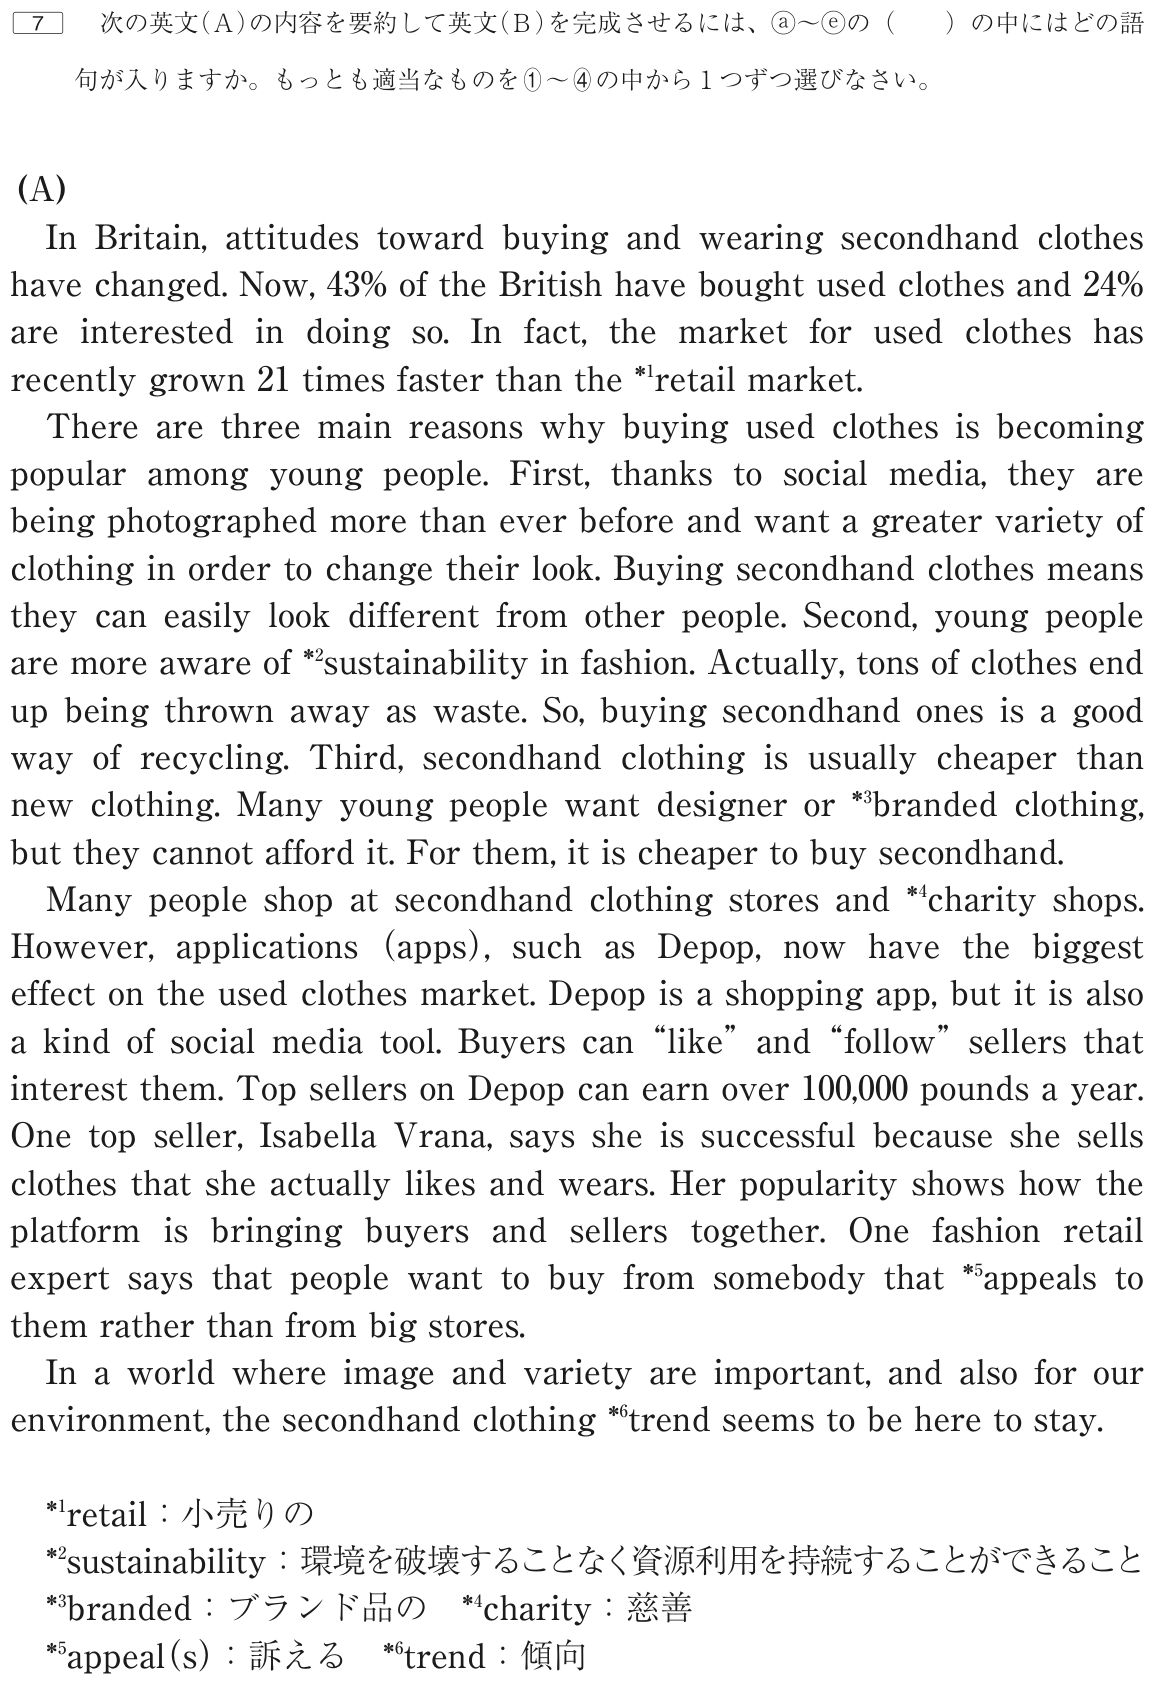 7 次の英文(A)の内容を要約して英文(B)を完成させるには、ⓐ〜ⓔの(　　)の中にはどの語
句が入りますか。もっとも適当なものを①〜④の中から1つずつ選びなさい。
(A)
In Britain, attitudes toward buying and wearing secondhand clothes
have changed. Now, 43% of the British have bought used clothes and 24%
are interested in doing so. In fact, the market for used clothes has
recently grown 21 times faster than the *1retail market.
There are three main reasons why buying used clothes is becoming
popular among young people. First, thanks to social media, they are
being photographed more than ever before and want a greater variety of
clothing in order to change their look. Buying secondhand clothes means
they can easily look different from other people. Second, young people
are more aware of *2sustainability in fashion. Actually, tons of clothes end
up being thrown away as waste. So, buying secondhand ones is a good
way of recycling. Third, secondhand clothing is usually cheaper than
new clothing. Many young people want designer or *3branded clothing,
but they cannot afford it. For them, it is cheaper to buy secondhand.
Many people shop at secondhand clothing stores and *4charity shops.
However, applications (apps), such as Depop, now have the biggest
effect on the used clothes market. Depop is a shopping app, but it is also
a kind of social media tool. Buyers can “like” and “follow” sellers that
interest them. Top sellers on Depop can earn over 100,000 pounds a year.
One top seller, Isabella Vrana, says she is successful because she sells
clothes that she actually likes and wears. Her popularity shows how the
platform is bringing buyers and sellers together. One fashion retail
expert says that people want to buy from somebody that *5appeals to
them rather than from big stores.
In a world where image and variety are important, and also for our
environment, the secondhand clothing *6trend seems to be here to stay.
*1retail：小売りの
*2sustainability：環境を破壊することなく資源利用を持続することができること
*3branded：ブランド品の　*4charity：慈善
*5appeal(s)：訴える　*6trend：傾向